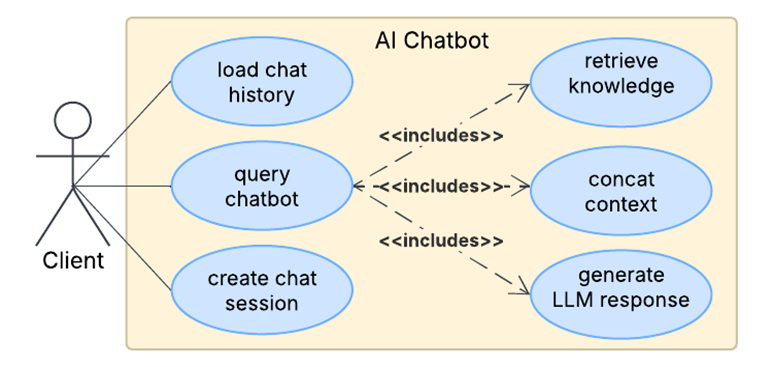 AI Chatbot
load chat
history
retrieve
knowledge
<<includes>>
query
chatbot
<<includes>>
concat
context
<<includes>>
Client
create chat
session
generate
LLM response